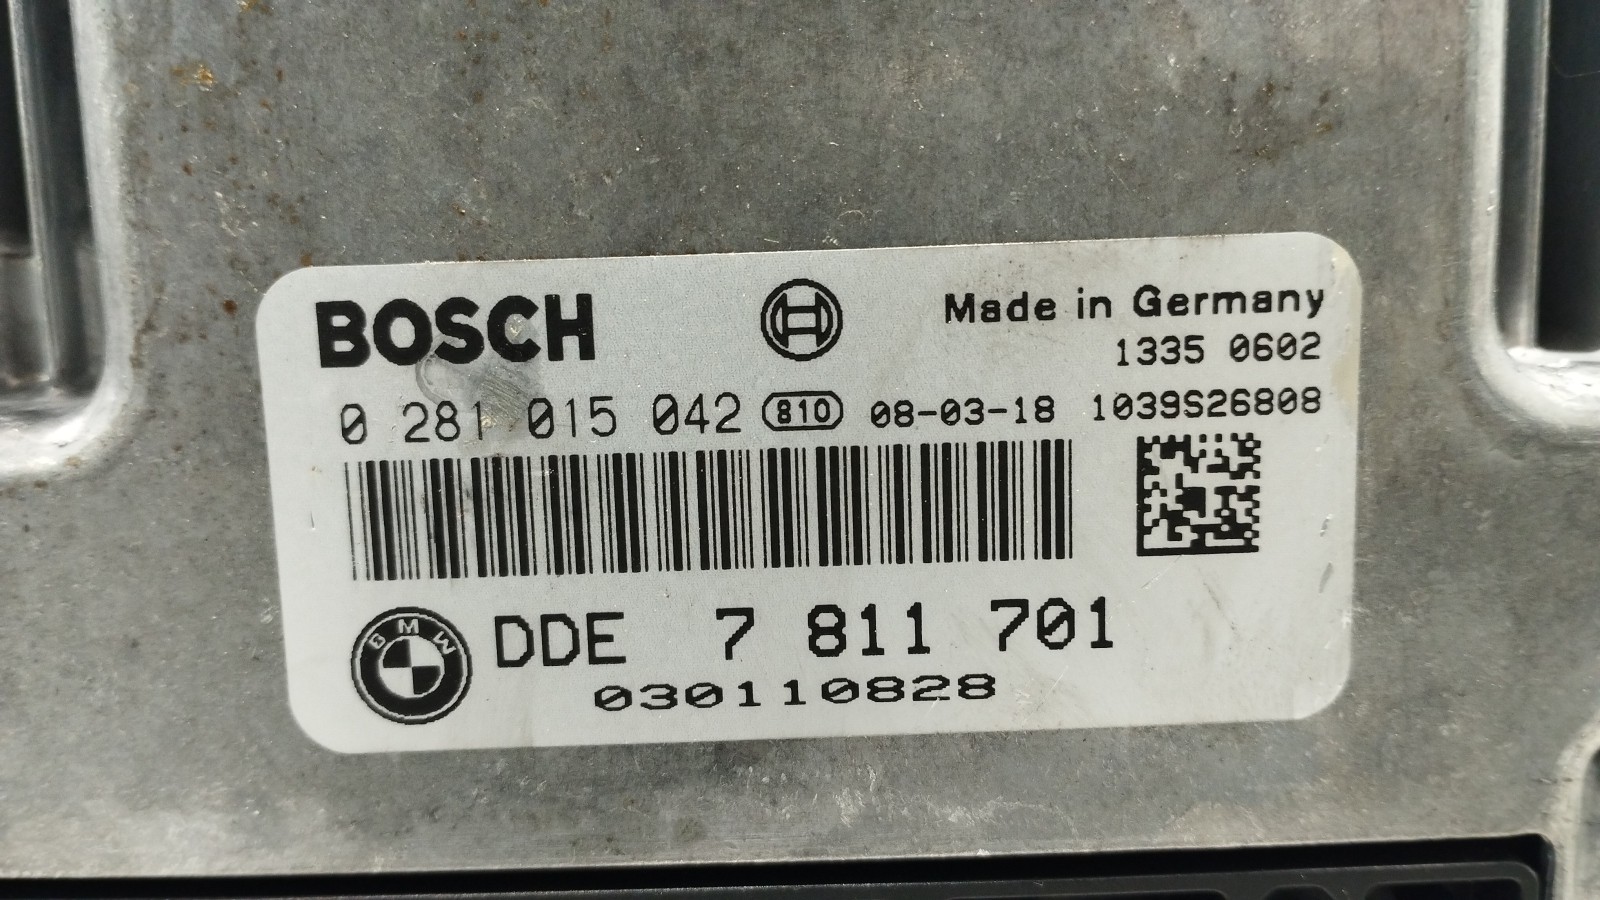 BOSCH
Made in Germany
1335 0602
0 281 015 042 810 08-03-18 1039S26808
BMW
DDE 7 811 701
030110828